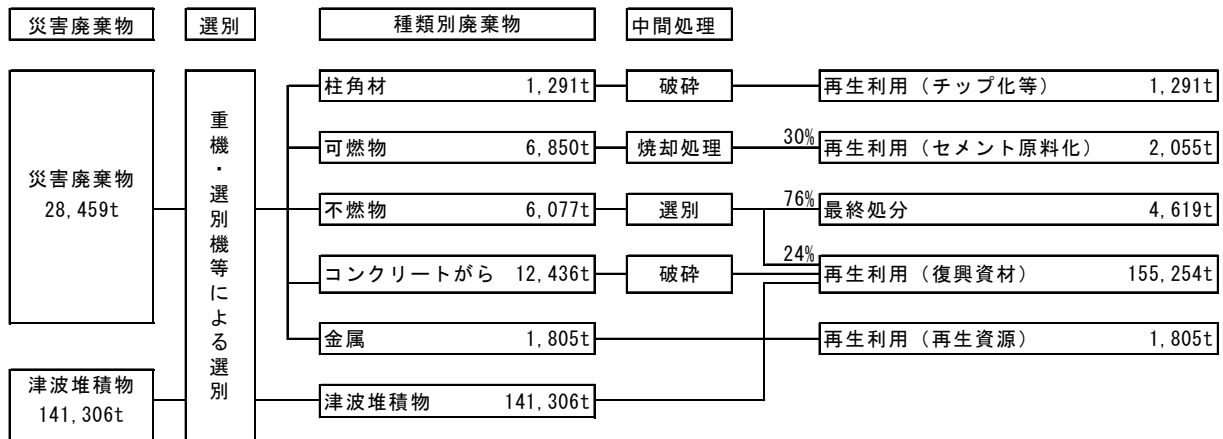 災害廃棄物 選別 種類別廃棄物 中間処理
災害廃棄物
28,459t
津波堆積物
141,306t
重機・選別機等による選別
柱角材 1,291t 破砕 再生利用（チップ化等） 1,291t
可燃物 6,850t 焼却処理 30% 再生利用（セメント原料化） 2,055t
不燃物 6,077t 選別 76% 最終処分 4,619t
コンクリートがら 12,436t 破砕 24% 再生利用（復興資材） 155,254t
金属 1,805t 再生利用（再生資源） 1,805t
津波堆積物 141,306t